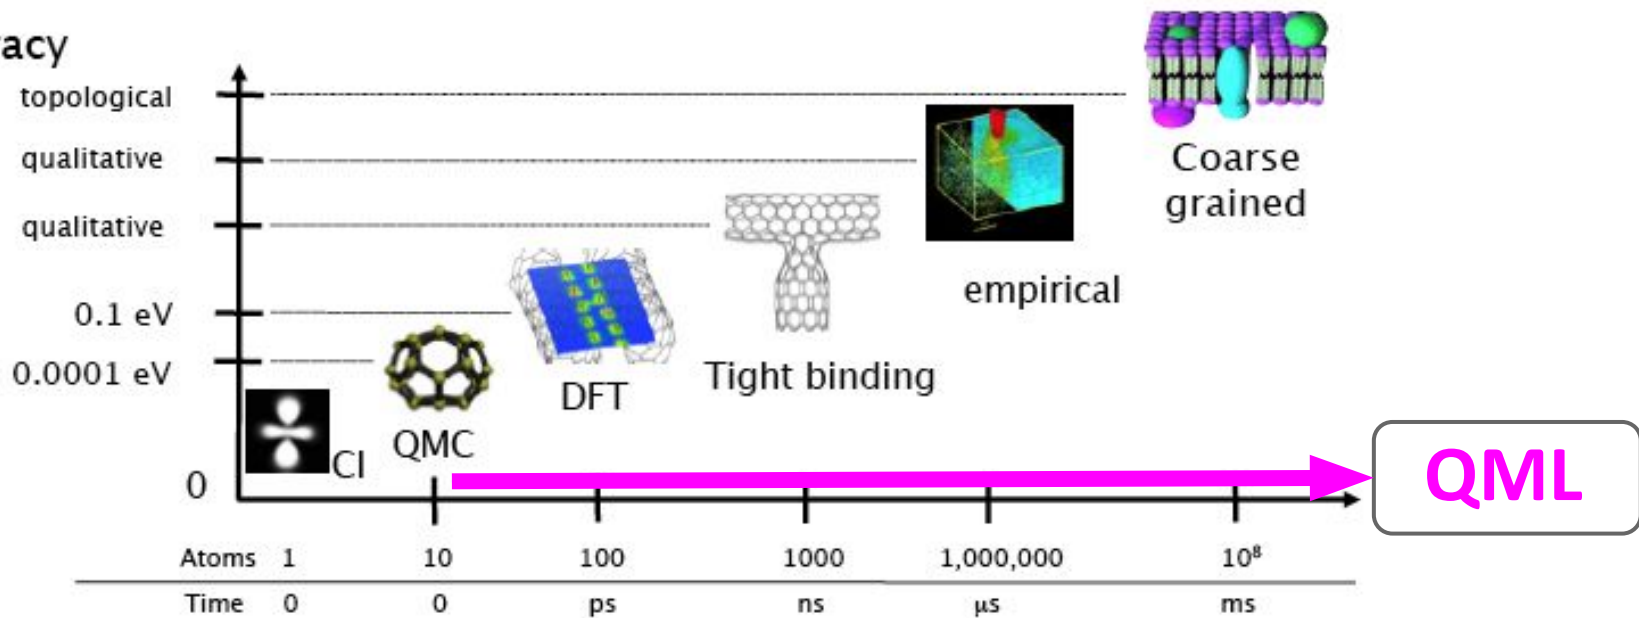 acy
topological
qualitative
qualitative
0.1 eV
0.0001 eV
0
CI
QMC
DFT
Tight binding
empirical
Coarse
grained
QML
Atoms 1 10 100 1000 1,000,000 10⁸
Time 0 0 ps ns μs ms